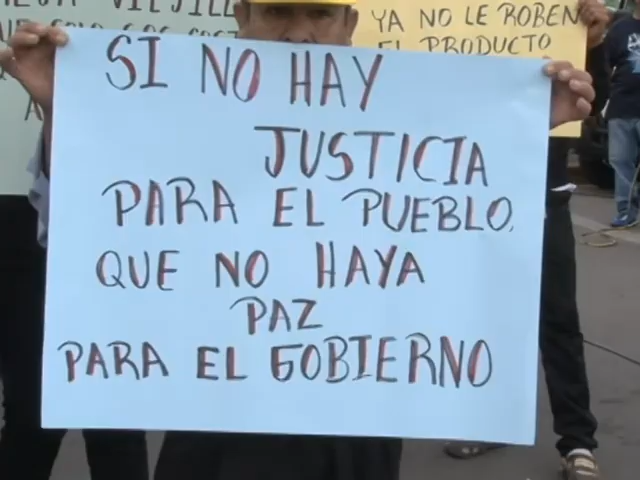 YA NO LE ROBEN
EL PRODUCTO
SI NO HAY
JUSTICIA
PARA EL PUEBLO,
QUE NO HAYA
PAZ
PARA EL GOBIERNO